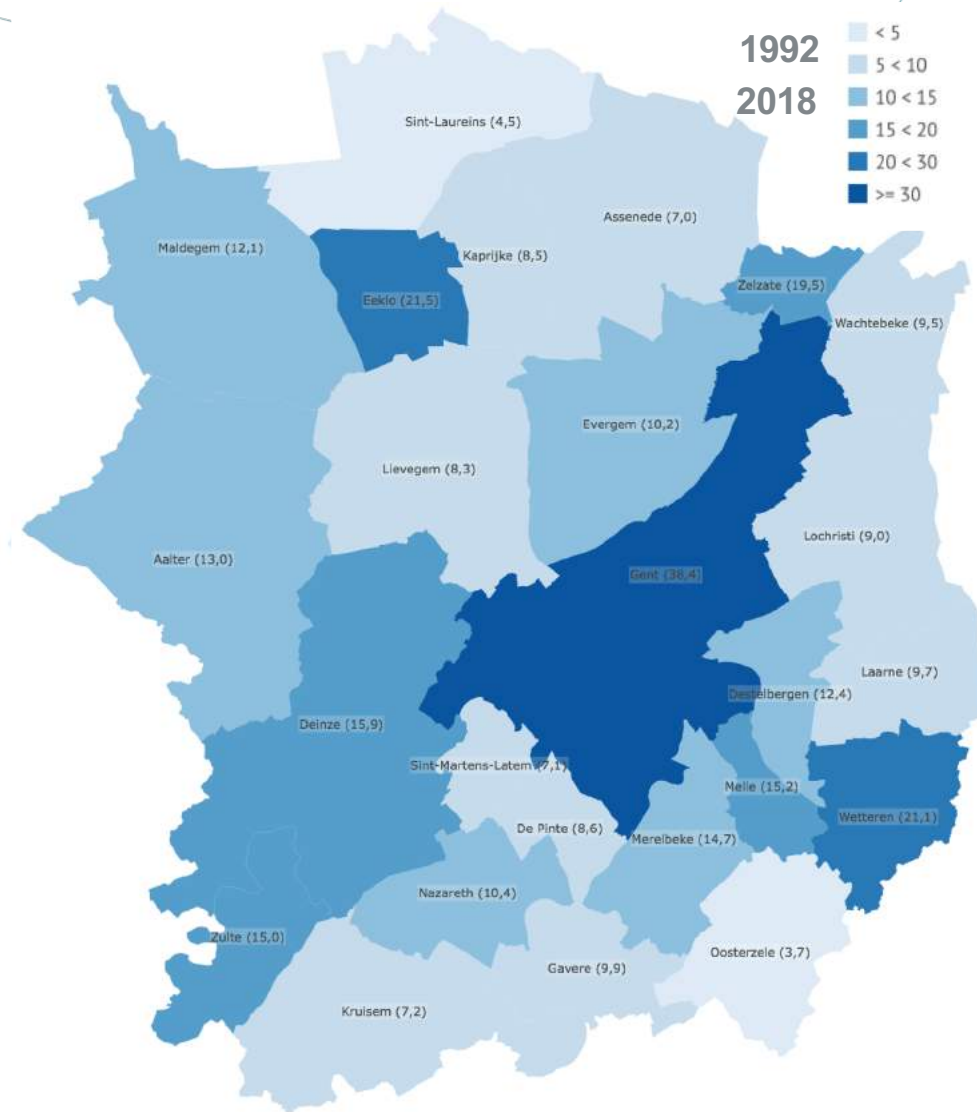 1992
2018
< 5
5 < 10
10 < 15
15 < 20
20 < 30
>= 30
Sint-Laureins (4,5)
Assenede (7,0)
Maldegem (12,1)
Kaprijke (8,5)
Zelzate (19,5)
Eeklo (21,5)
Wachtebeke (9,5)
Evergem (10,2)
Lievegem (8,3)
Lochristi (9,0)
Aalter (13,0)
Gent (38,4)
Laarne (9,7)
Destelbergen (12,4)
Deinze (15,9)
Sint-Martens-Latem (7,1)
Melle (15,2)
Wetteren (21,1)
De Pinte (8,6)
Merelbeke (14,7)
Nazareth (10,4)
Zulte (15,0)
Oosterzele (3,7)
Gavere (9,9)
Kruisem (7,2)